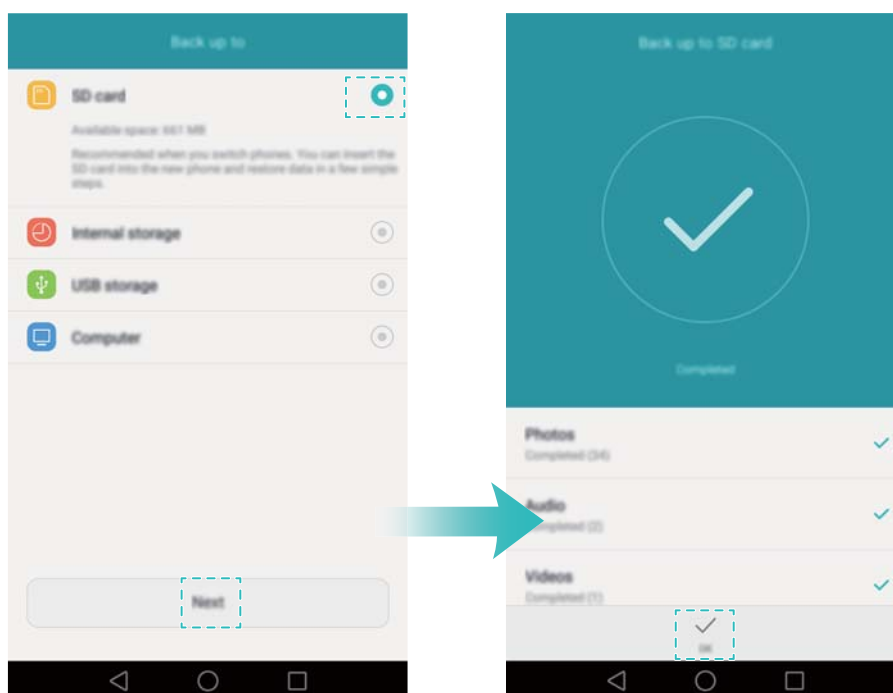 Back up to
SD card
Available space: 661 MB
Recommended when you switch phones. You can insert the
SD card into the new phone and restore data in a few simple
steps.
Internal storage
USB storage
Computer
Next
Back up to SD card
Completed
Photos
Completed (34)
Audio
Completed (2)
Videos
Completed (1)
OK